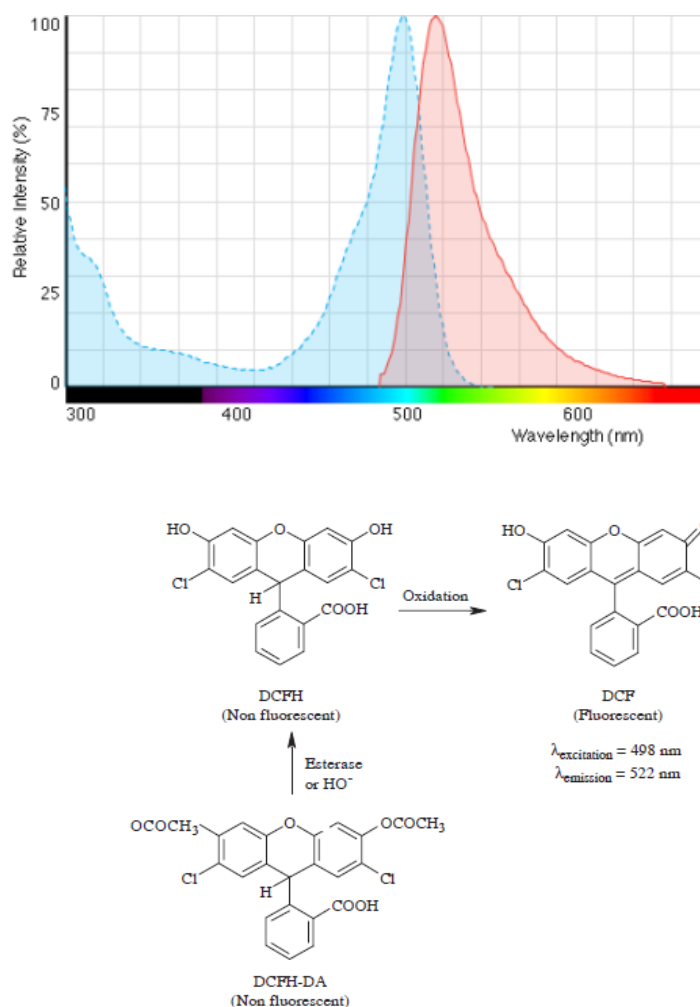 100
75
50
25
0
Relative Intensity (%)
300 400 500 600
Wavelength (nm)
HO O OH
Cl H Cl
COOH
DCFH
(Non fluorescent)
Oxidation
HO O
Cl
COOH
DCF
(Fluorescent)
λexcitation = 498 nm
λemission = 522 nm
Esterase
or HO⁻
OCOCH₃ O OCOCH₃
Cl H Cl
COOH
DCFH-DA
(Non fluorescent)